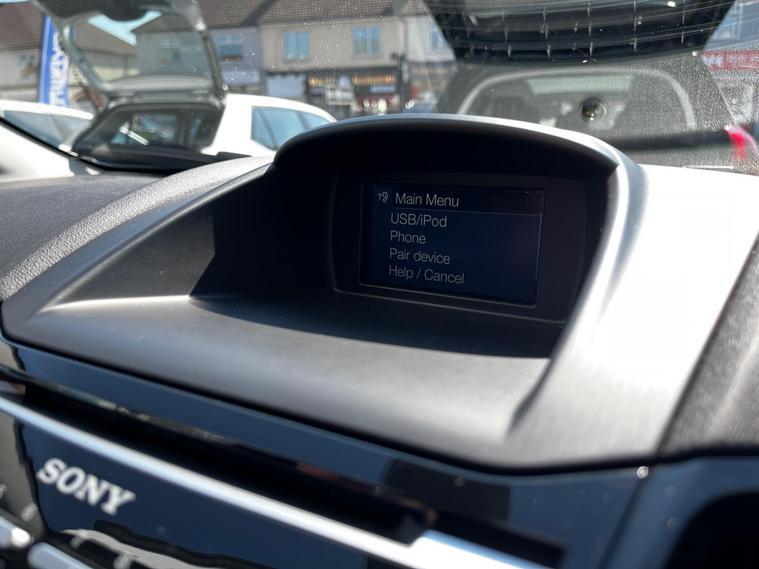 Main Menu
USB/iPod
Phone
Pair device
Help / Cancel
SONY